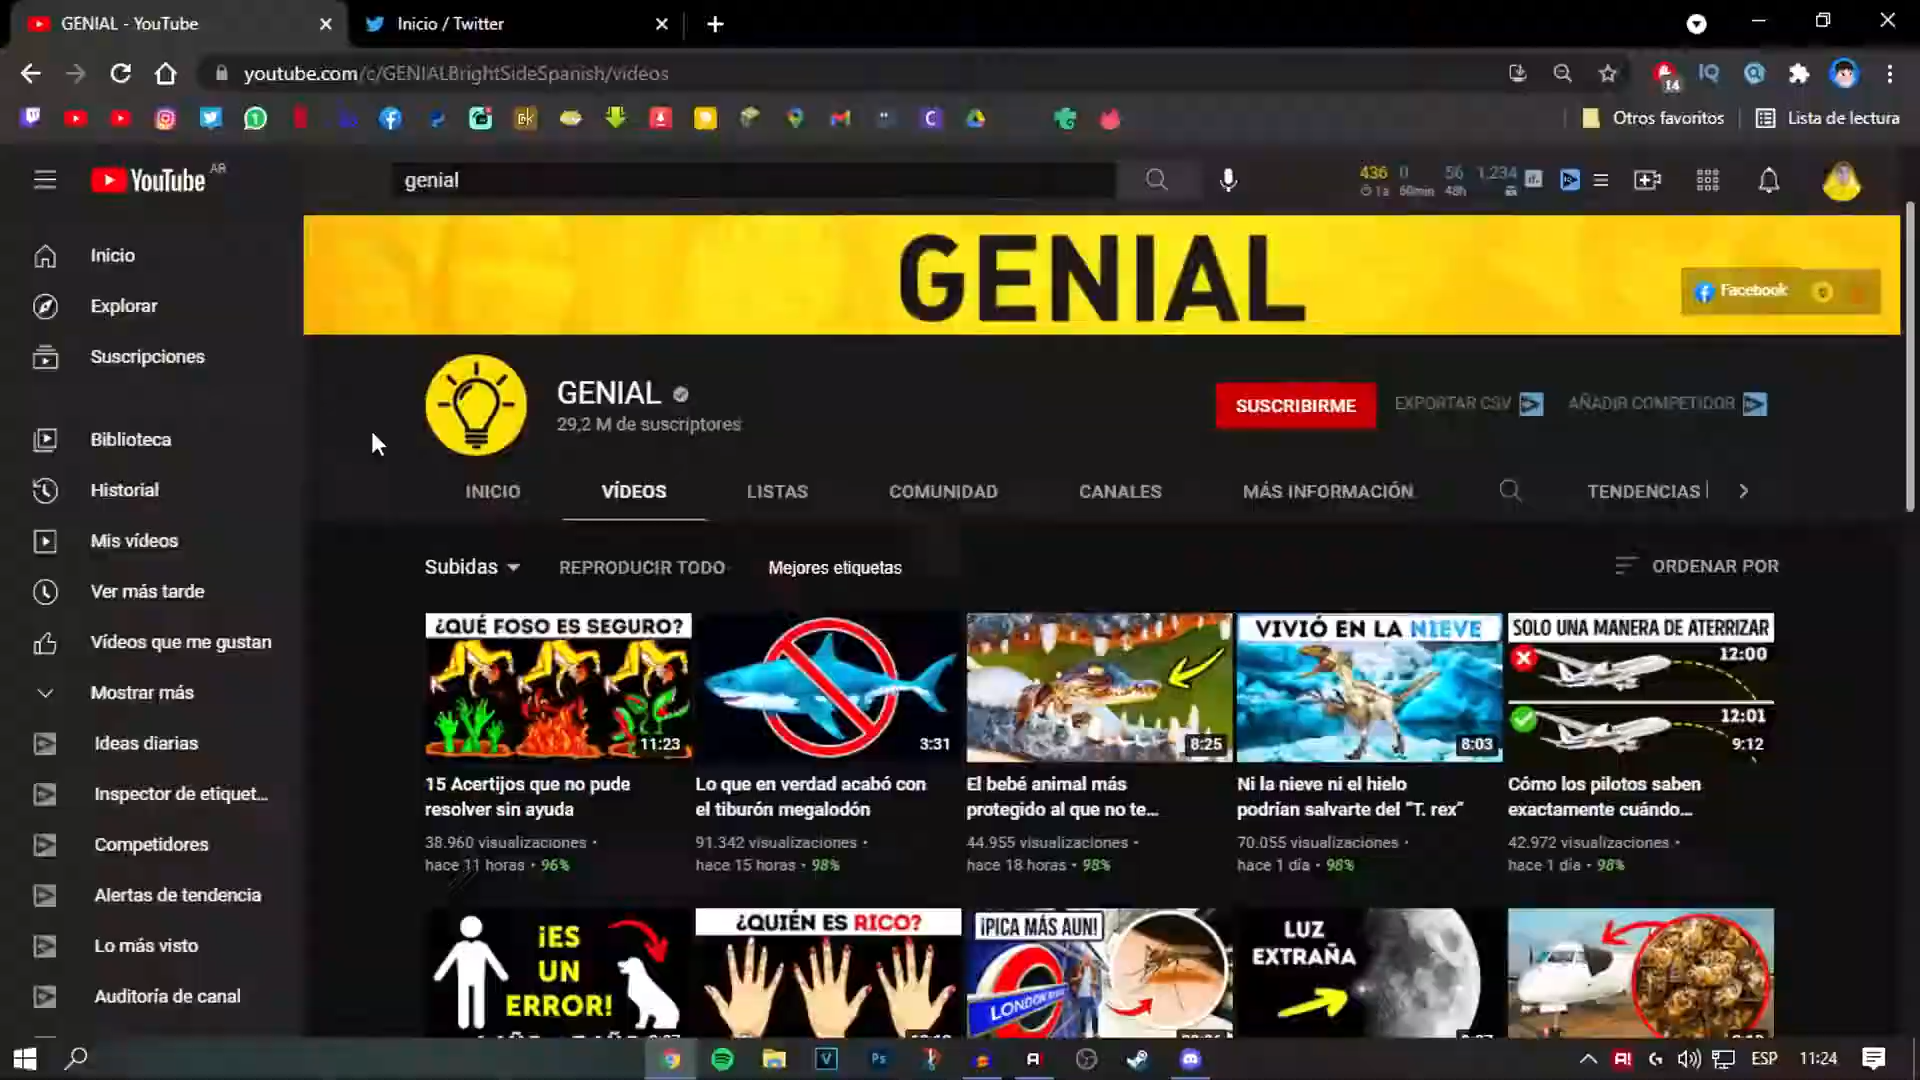 GENIAL - YouTube
Inicio / Twitter
youtube.com/c/GENIALBrightSideSpanish/videos
14
Otros favoritos
Lista de lectura
YouTube AR
genial
436 0 56 1,234
1a 60min 48h
GENIAL
Facebook
Inicio
Explorar
Suscripciones
Biblioteca
Historial
Mis vídeos
Ver más tarde
Vídeos que me gustan
Mostrar más
Ideas diarias
Inspector de etiquet...
Competidores
Alertas de tendencia
Lo más visto
Auditoría de canal
GENIAL
29,2 M de suscriptores
SUSCRIBIRME
EXPORTAR CSV
AÑADIR COMPETIDOR
INICIO
VÍDEOS
LISTAS
COMUNIDAD
CANALES
MÁS INFORMACIÓN
TENDENCIAS
Subidas
REPRODUCIR TODO
Mejores etiquetas
ORDENAR POR
¿QUÉ FOSO ES SEGURO?
11:23
3:31
8:25
VIVIÓ EN LA NIEVE
8:03
SOLO UNA MANERA DE ATERRIZAR
12:00
12:01
9:12
15 Acertijos que no pude
resolver sin ayuda
38.960 visualizaciones •
hace 11 horas • 96%
Lo que en verdad acabó con
el tiburón megalodón
91.342 visualizaciones •
hace 15 horas • 98%
El bebé animal más
protegido al que no te...
44.955 visualizaciones •
hace 18 horas • 98%
Ni la nieve ni el hielo
podrían salvarte del "T. rex"
70.055 visualizaciones •
hace 1 día • 98%
Cómo los pilotos saben
exactamente cuándo...
42.972 visualizaciones •
hace 1 día • 98%
¡ES
UN
ERROR!
¿QUIÉN ES RICO?
¡PICA MÁS AUN!
LUZ
EXTRAÑA
ESP
11:24